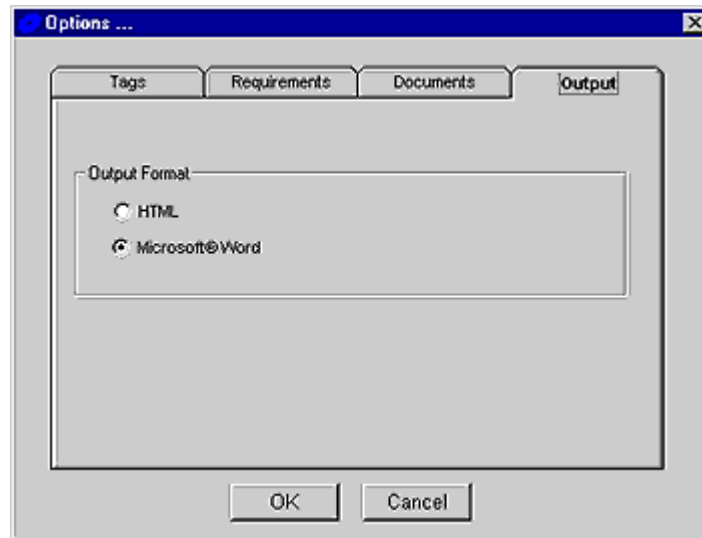 Options ...
Tags Requirements Documents Output
Output Format
HTML
Microsoft®Word
OK Cancel